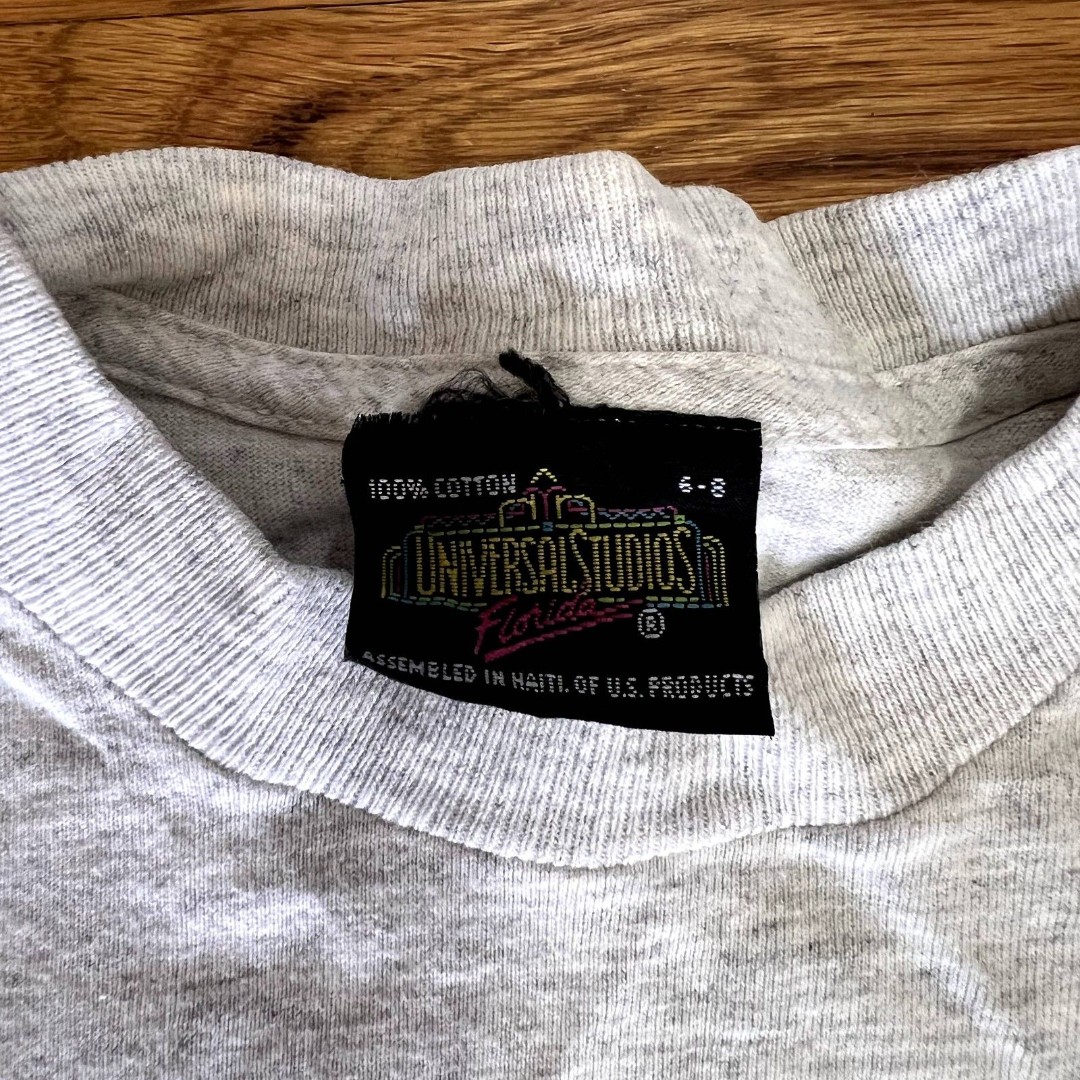 100% COTTON 6-8
UNIVERSAL STUDIOS
Florida
®
ASSEMBLED IN HAITI. OF U.S. PRODUCTS